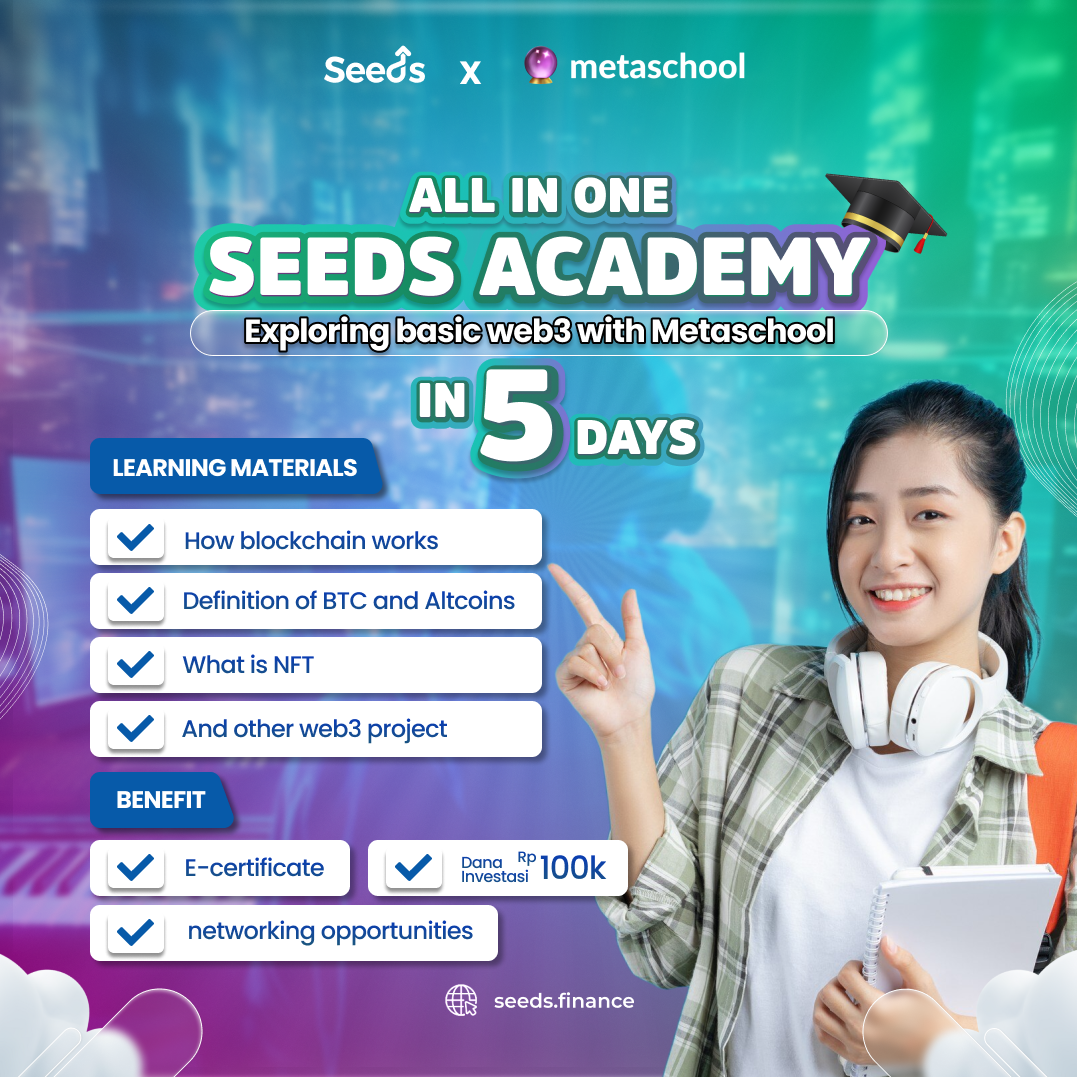 Seeds x metaschool
ALL IN ONE
SEEDS ACADEMY
Exploring basic web3 with Metaschool
IN 5 DAYS
LEARNING MATERIALS
How blockchain works
Definition of BTC and Altcoins
What is NFT
And other web3 project
BENEFIT
E-certificate
Dana Investasi Rp 100k
networking opportunities
seeds.finance